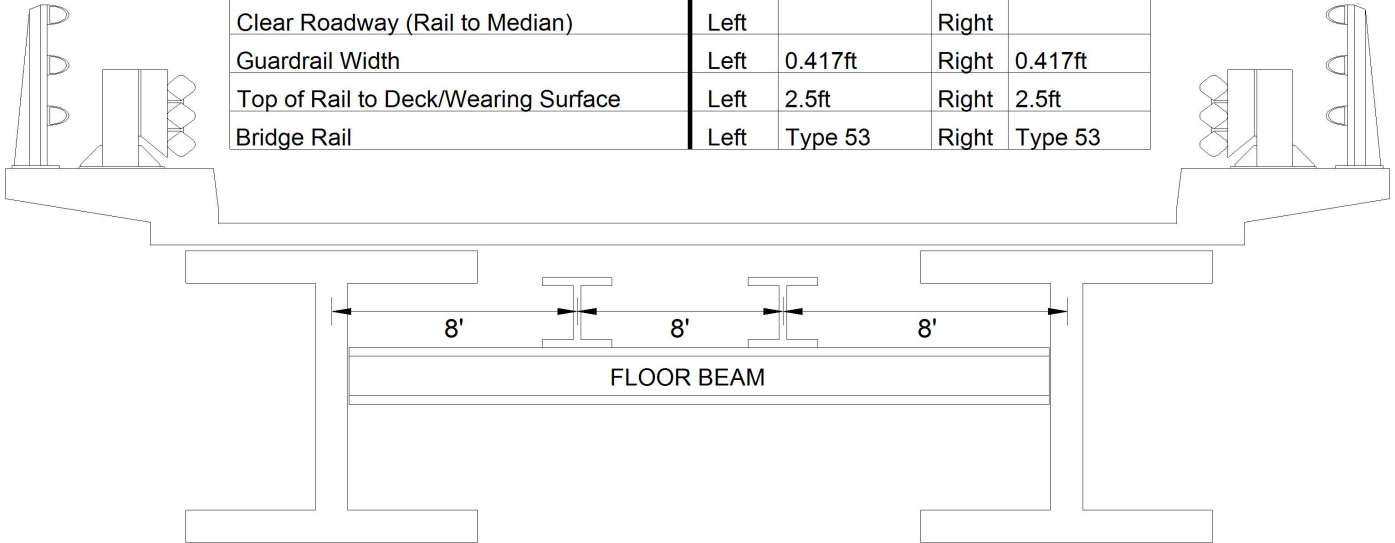 Clear Roadway (Rail to Median) Left Right
Guardrail Width Left 0.417ft Right 0.417ft
Top of Rail to Deck/Wearing Surface Left 2.5ft Right 2.5ft
Bridge Rail Left Type 53 Right Type 53
8' 8' 8'
FLOOR BEAM